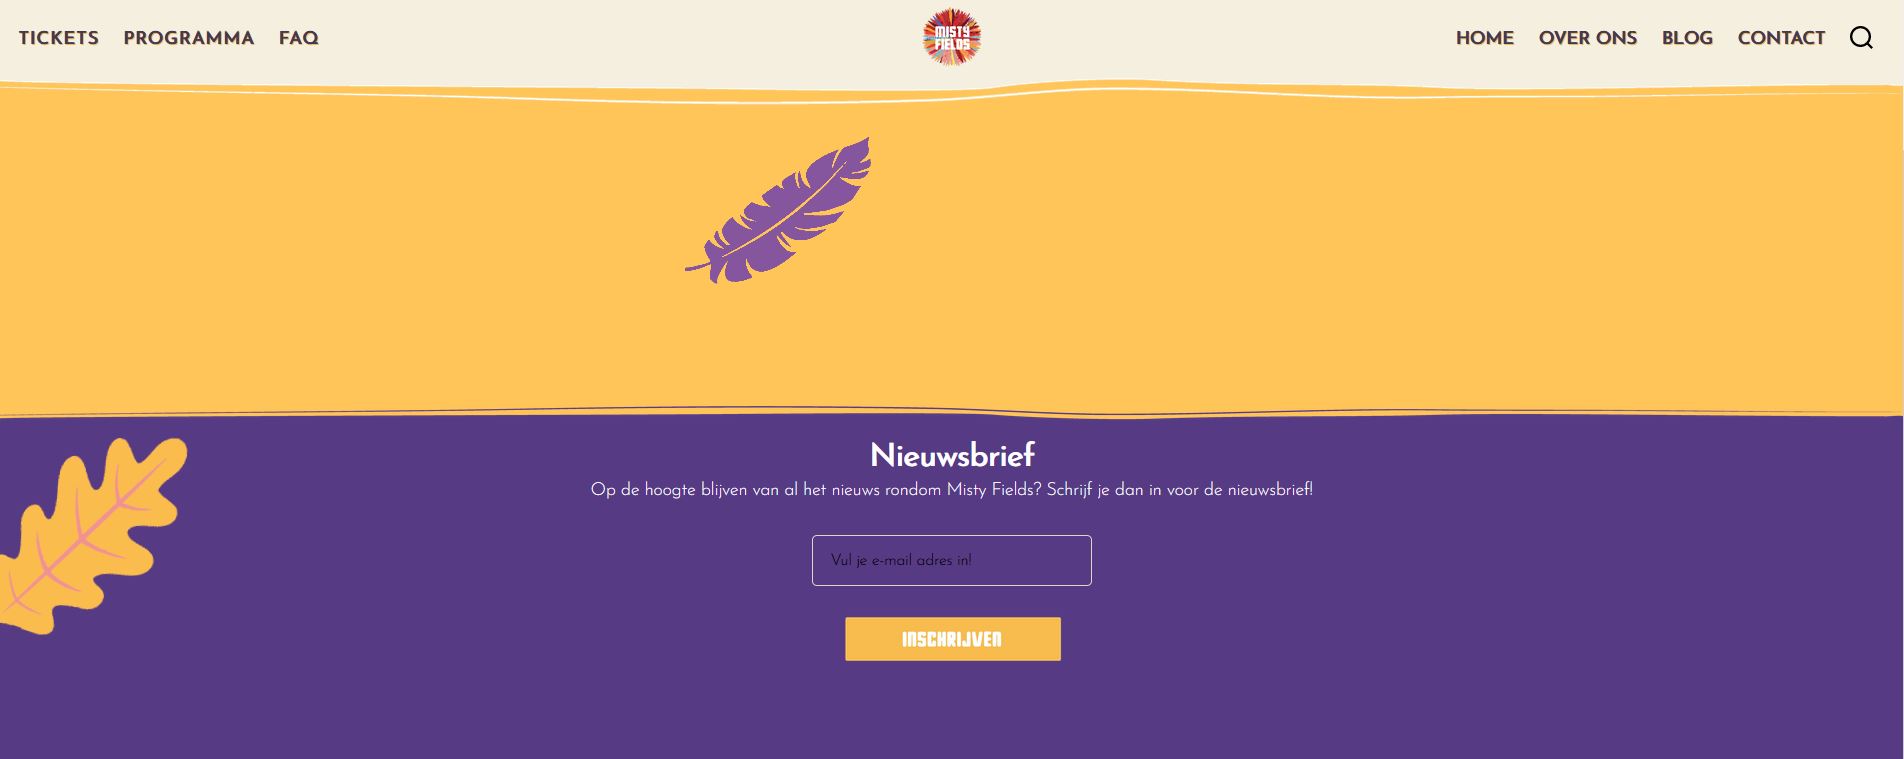 TICKETS PROGRAMMA FAQ
MISTY
FIELDS
HOME OVER ONS BLOG CONTACT
Nieuwsbrief
Op de hoogte blijven van al het nieuws rondom Misty Fields? Schrijf je dan in voor de nieuwsbrief!
Vul je e-mail adres in!
INSCHRIJVEN